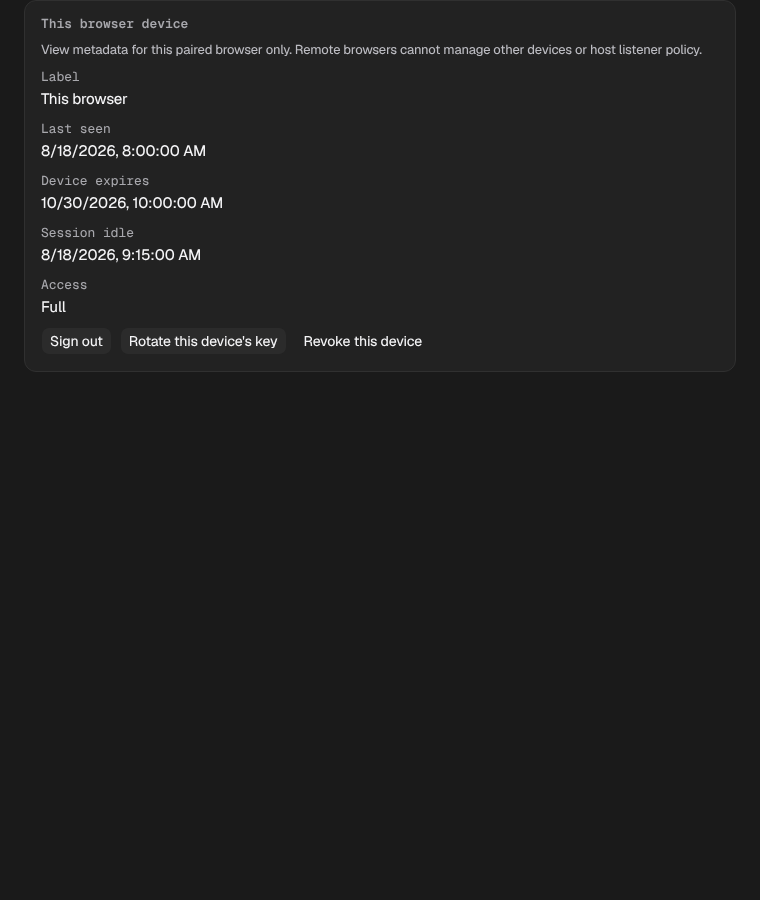 This browser device
View metadata for this paired browser only. Remote browsers cannot manage other devices or host listener policy.
Label
This browser
Last seen
8/18/2026, 8:00:00 AM
Device expires
10/30/2026, 10:00:00 AM
Session idle
8/18/2026, 9:15:00 AM
Access
Full
Sign out Rotate this device's key Revoke this device